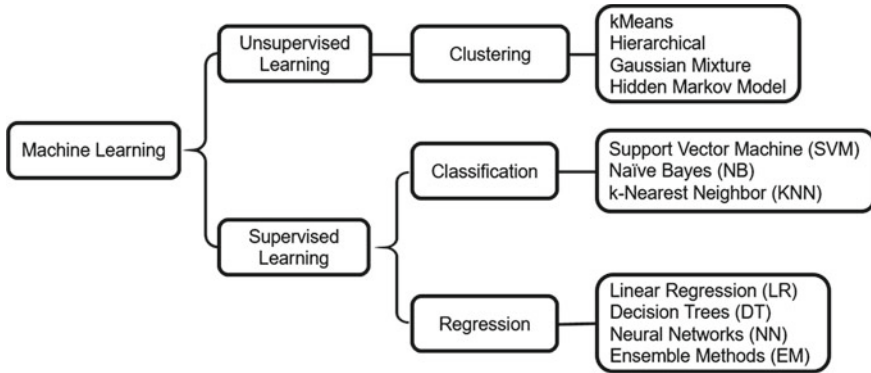 Machine Learning
Unsupervised
Learning
Clustering
kMeans
Hierarchical
Gaussian Mixture
Hidden Markov Model
Supervised
Learning
Classification
Support Vector Machine (SVM)
Naïve Bayes (NB)
k-Nearest Neighbor (KNN)
Regression
Linear Regression (LR)
Decision Trees (DT)
Neural Networks (NN)
Ensemble Methods (EM)